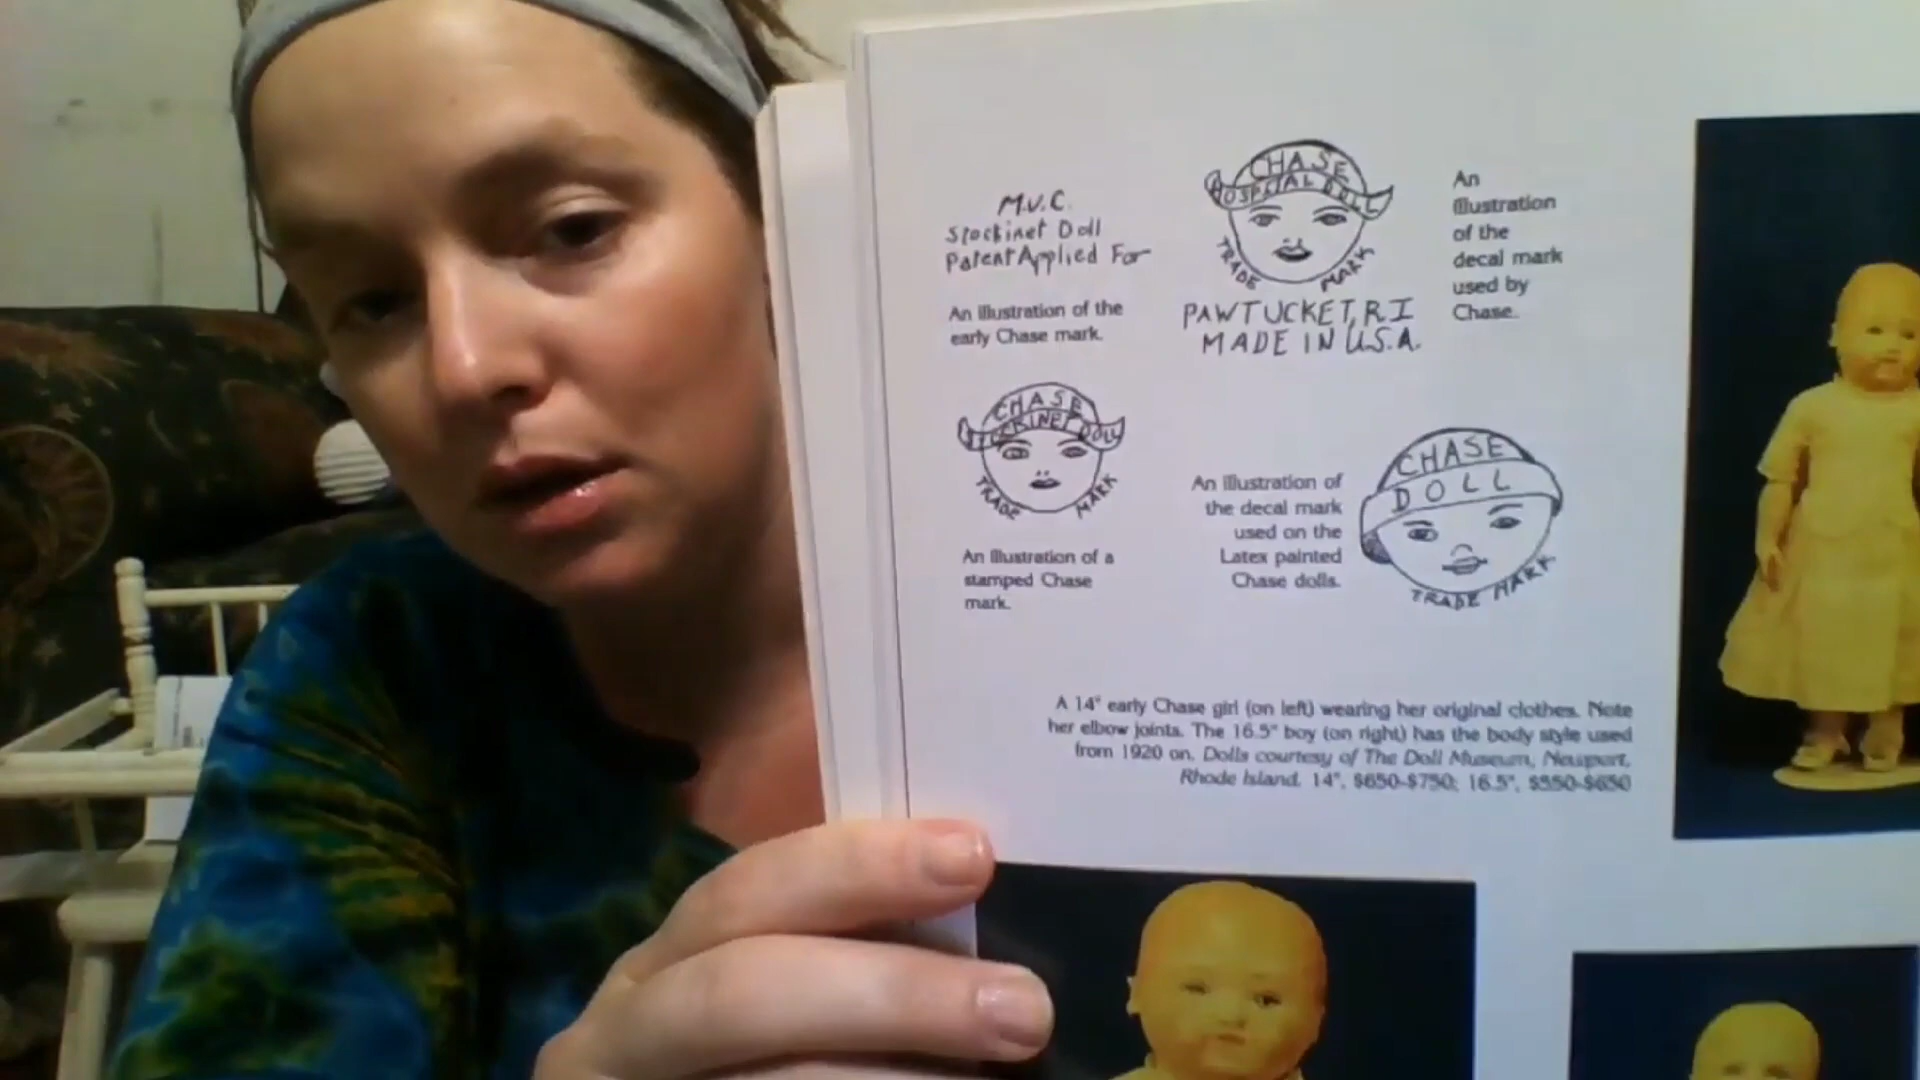 M.V.C.
Stockinet Doll
Patent Applied For
An illustration of the
early Chase mark.
CHASE
HOSPITAL DOLL
TRADE MARK
PAWTUCKET, R.I
MADE IN U.S.A.
An
illustration
of the
decal mark
used by
Chase.
CHASE
STOCKINET DOLL
TRADE MARK
An illustration of a
stamped Chase
mark.
An illustration of
the decal mark
used on the
Latex painted
Chase dolls.
CHASE
DOLL
TRADE MARK
A 14" early Chase girl (on left) wearing her original clothes. Note
her elbow joints. The 16.5" boy (on right) has the body style used
from 1920 on. Dolls courtesy of The Doll Museum, Newport,
Rhode Island. 14", $650-$750; 16.5", $550-$650